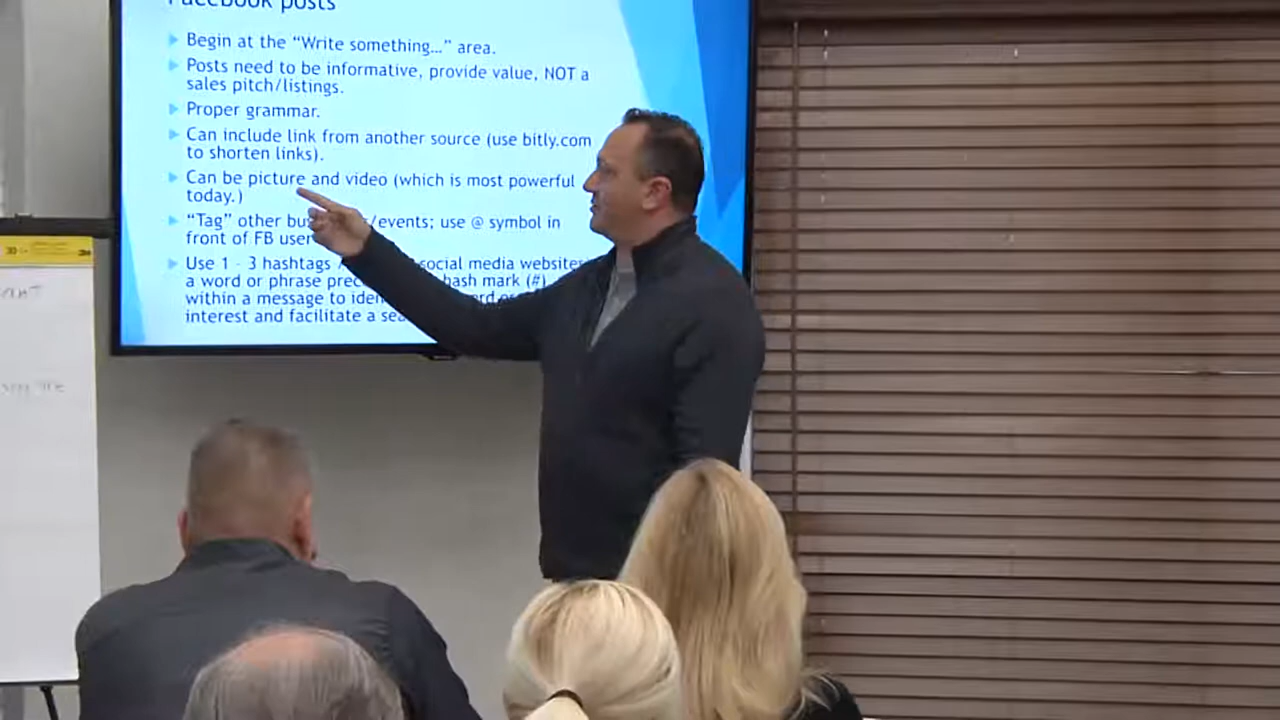 Facebook posts
Begin at the “Write something…” area.
Posts need to be informative, provide value, NOT a
sales pitch/listings.
Proper grammar.
Can include link from another source (use bitly.com
to shorten links).
Can be picture and video (which is most powerful
today.)
“Tag” other /events; use @ symbol in
front of FB user
Use 1 - 3 hashtags social media websites
a word or phrase hash mark (#)
within a message to
interest and facilitate a